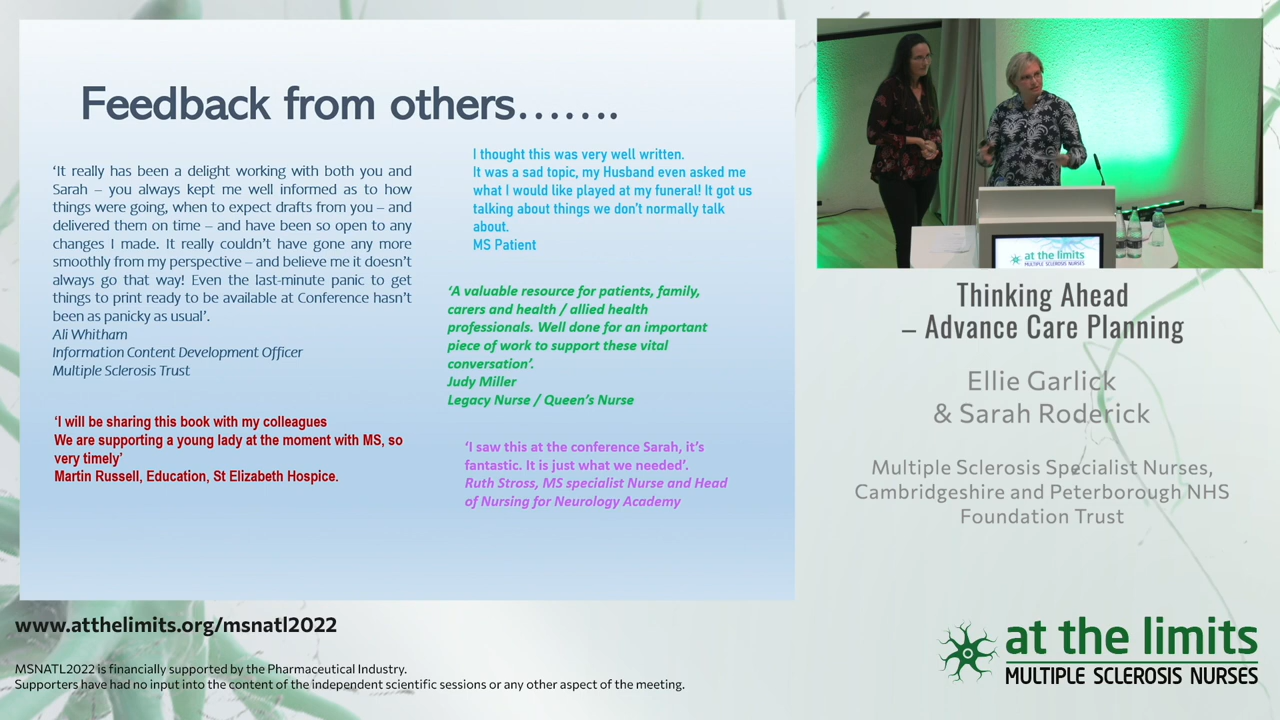 Feedback from others…….
‘It really has been a delight working with both you and
Sarah – you always kept me well informed as to how
things were going, when to expect drafts from you – and
delivered them on time – and have been so open to any
changes I made. It really couldn’t have gone any more
smoothly from my perspective – and believe me it doesn’t
always go that way! Even the last-minute panic to get
things to print ready to be available at Conference hasn’t
been as panicky as usual’.
Ali Whitham
Information Content Development Officer
Multiple Sclerosis Trust
‘I will be sharing this book with my colleagues
We are supporting a young lady at the moment with MS, so
very timely’
Martin Russell, Education, St Elizabeth Hospice.
I thought this was very well written.
It was a sad topic, my Husband even asked me
what I would like played at my funeral! It got us
talking about things we don’t normally talk
about.
MS Patient
‘A valuable resource for patients, family,
carers and health / allied health
professionals. Well done for an important
piece of work to support these vital
conversation’.
Judy Miller
Legacy Nurse / Queen’s Nurse
‘I saw this at the conference Sarah, it’s
fantastic. It is just what we needed’.
Ruth Stross, MS specialist Nurse and Head
of Nursing for Neurology Academy
at the limits
MULTIPLE SCLEROSIS NURSES
Thinking Ahead
– Advance Care Planning
Ellie Garlick
& Sarah Roderick
Multiple Sclerosis Specialist Nurses,
Cambridgeshire and Peterborough NHS
Foundation Trust
www.atthelimits.org/msnatl2022
MSNATL2022 is financially supported by the Pharmaceutical Industry.
Supporters have had no input into the content of the independent scientific sessions or any other aspect of the meeting.
at the limits
MULTIPLE SCLEROSIS NURSES